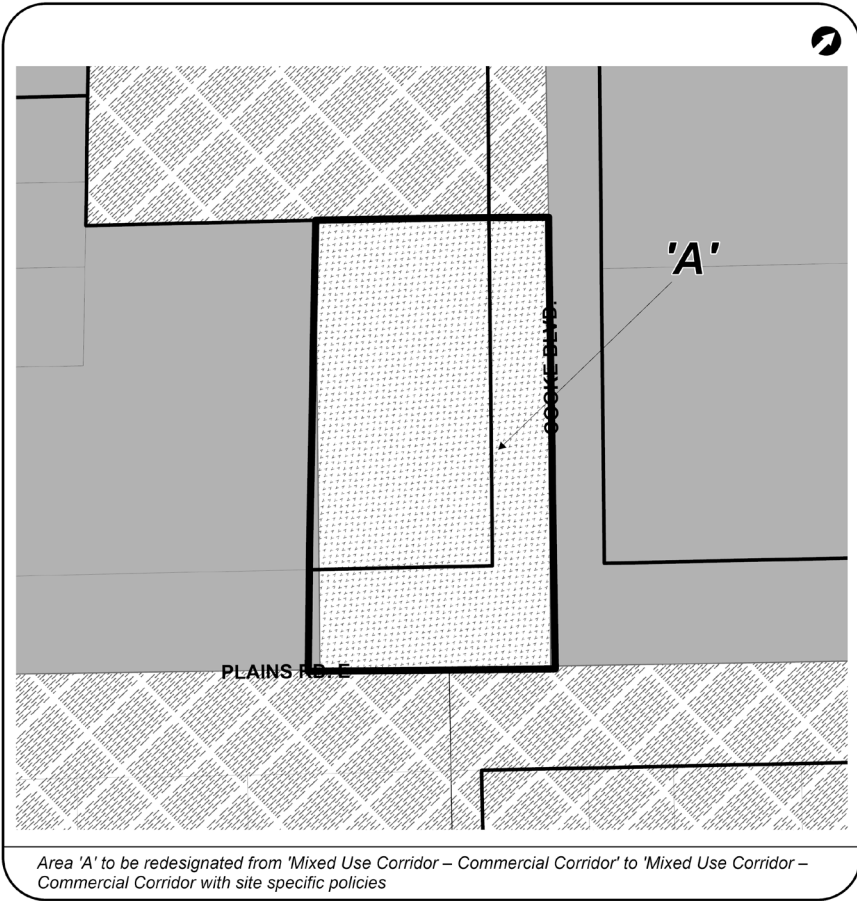 'A'
COOKE BLVD.
PLAINS RD. E
Area 'A' to be redesignated from 'Mixed Use Corridor – Commercial Corridor' to 'Mixed Use Corridor –
Commercial Corridor with site specific policies